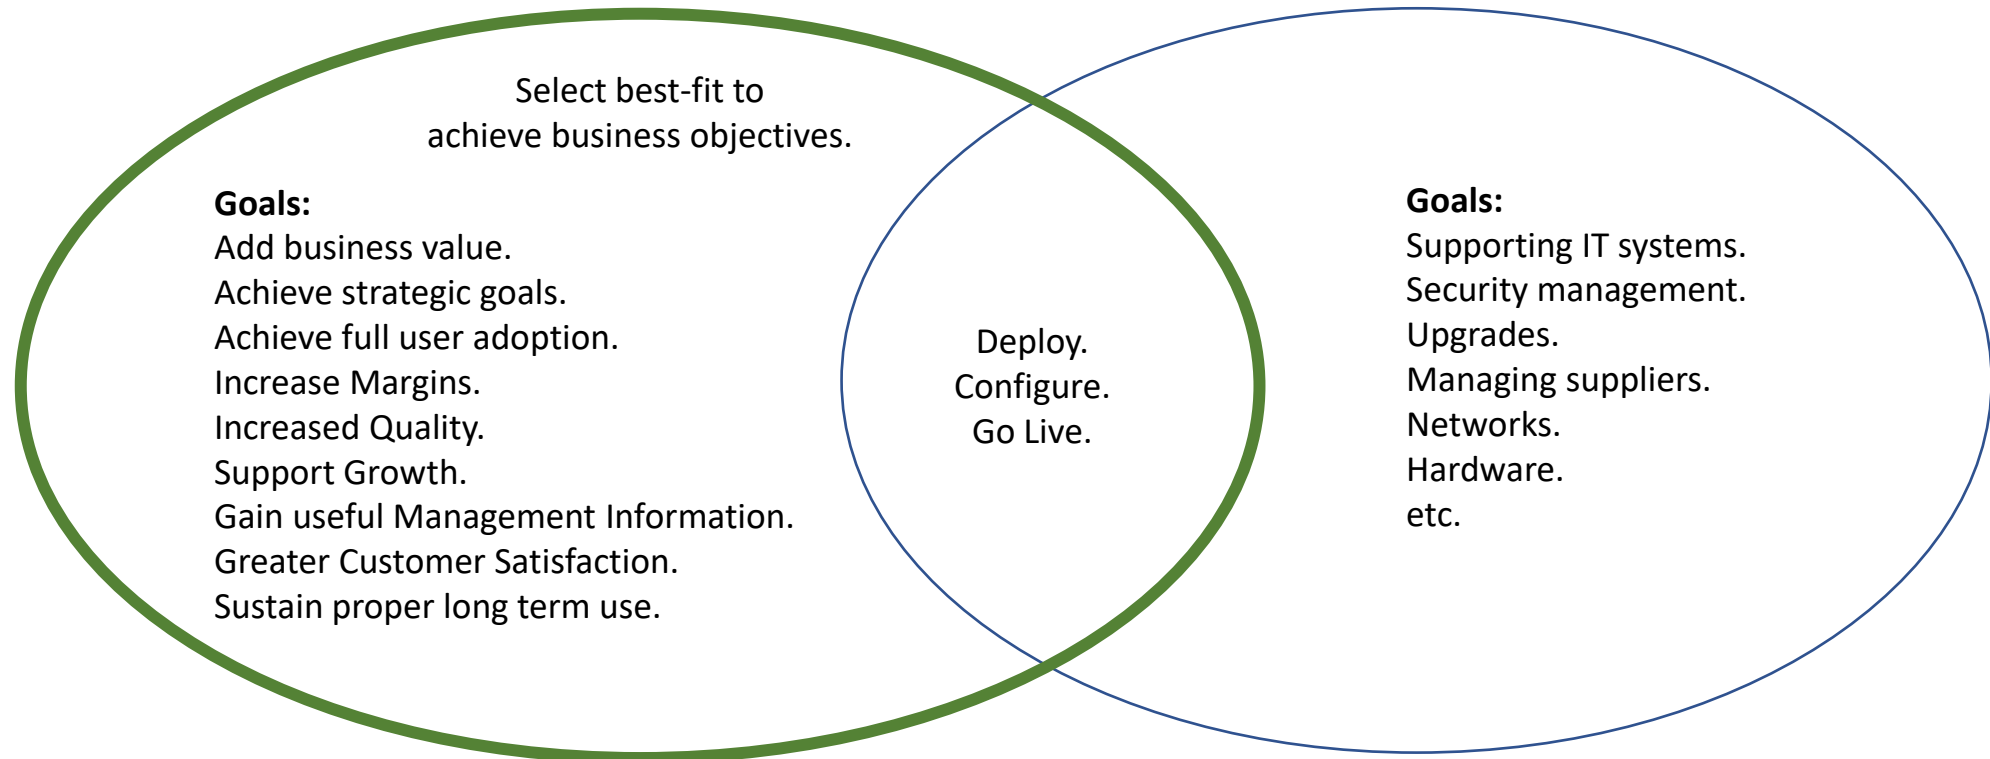 Select best-fit to
achieve business objectives.
Goals:
Add business value.
Achieve strategic goals.
Achieve full user adoption.
Increase Margins.
Increased Quality.
Support Growth.
Gain useful Management Information.
Greater Customer Satisfaction.
Sustain proper long term use.
Deploy.
Configure.
Go Live.
Goals:
Supporting IT systems.
Security management.
Upgrades.
Managing suppliers.
Networks.
Hardware.
etc.